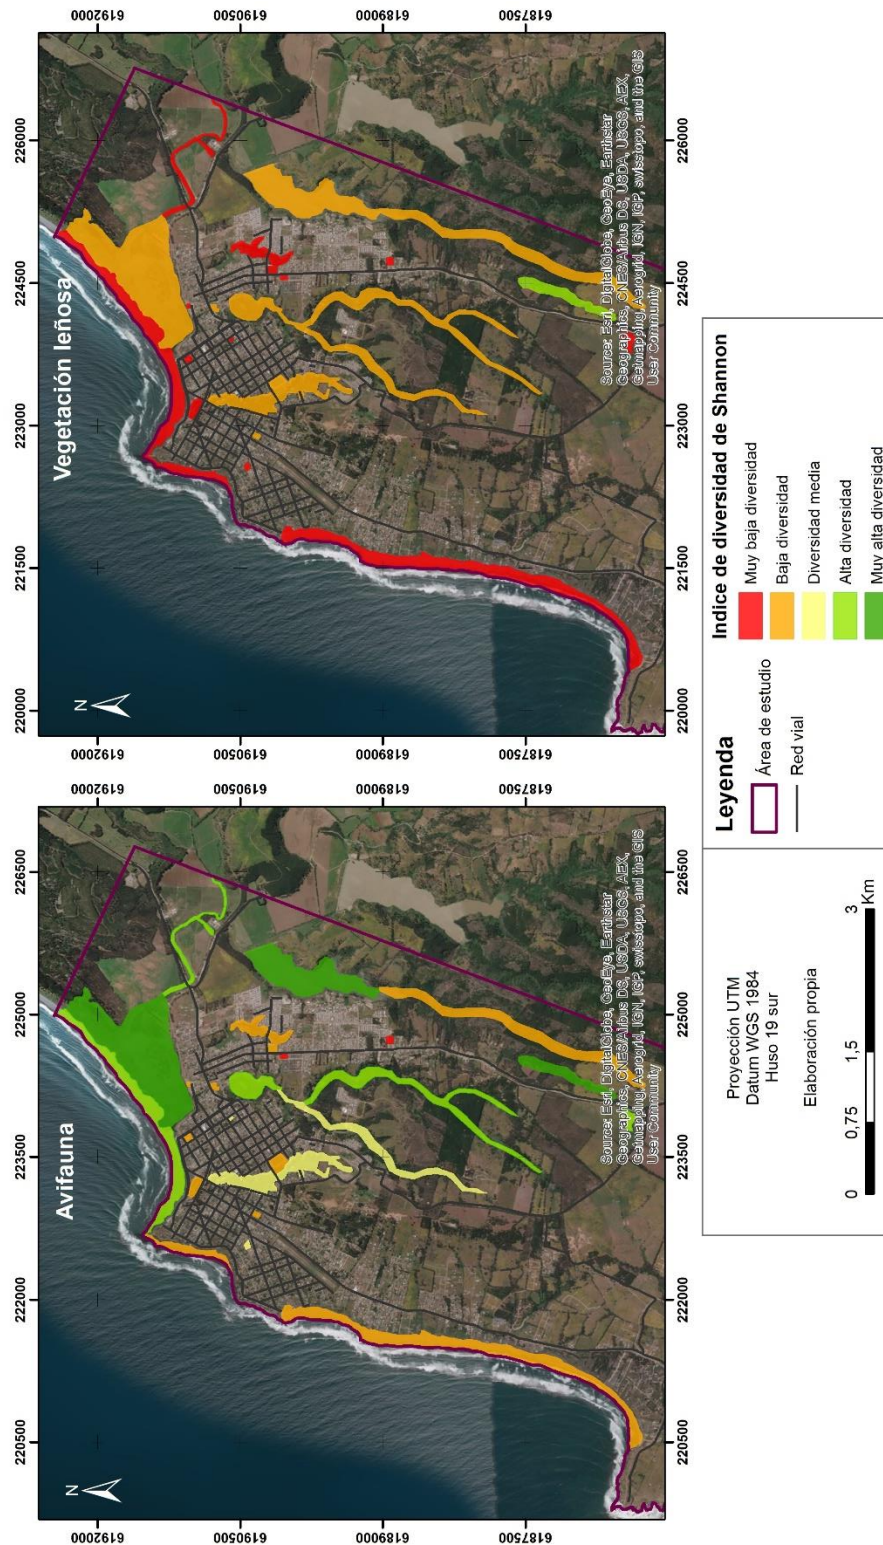 Avifauna
N
220500
222000
223500
225000
226500
6192000
6190500
6189000
6187500
6192000
6190500
6189000
6187500
Source: Esri, DigitalGlobe, GeoEye, Earthstar
Geographics, CNES/Airbus DS, USDA, USGS, AEX,
Getmapping, Aerogrid, IGN, IGP, swisstopo, and the GIS
User Community
Vegetación leñosa
N
220000
221500
223000
224500
226000
6192000
6190500
6189000
6187500
Source: Esri, DigitalGlobe, GeoEye, Earthstar
Geographics, CNES/Airbus DS, USDA, USGS, AEX,
Getmapping, Aerogrid, IGN, IGP, swisstopo, and the GIS
User Community
Proyección UTM
Datum WGS 1984
Huso 19 sur
Elaboración propia
0 0,75 1,5 3
Km
Leyenda
Área de estudio
Red vial
Indice de diversidad de Shannon
Muy baja diversidad
Baja diversidad
Diversidad media
Alta diversidad
Muy alta diversidad